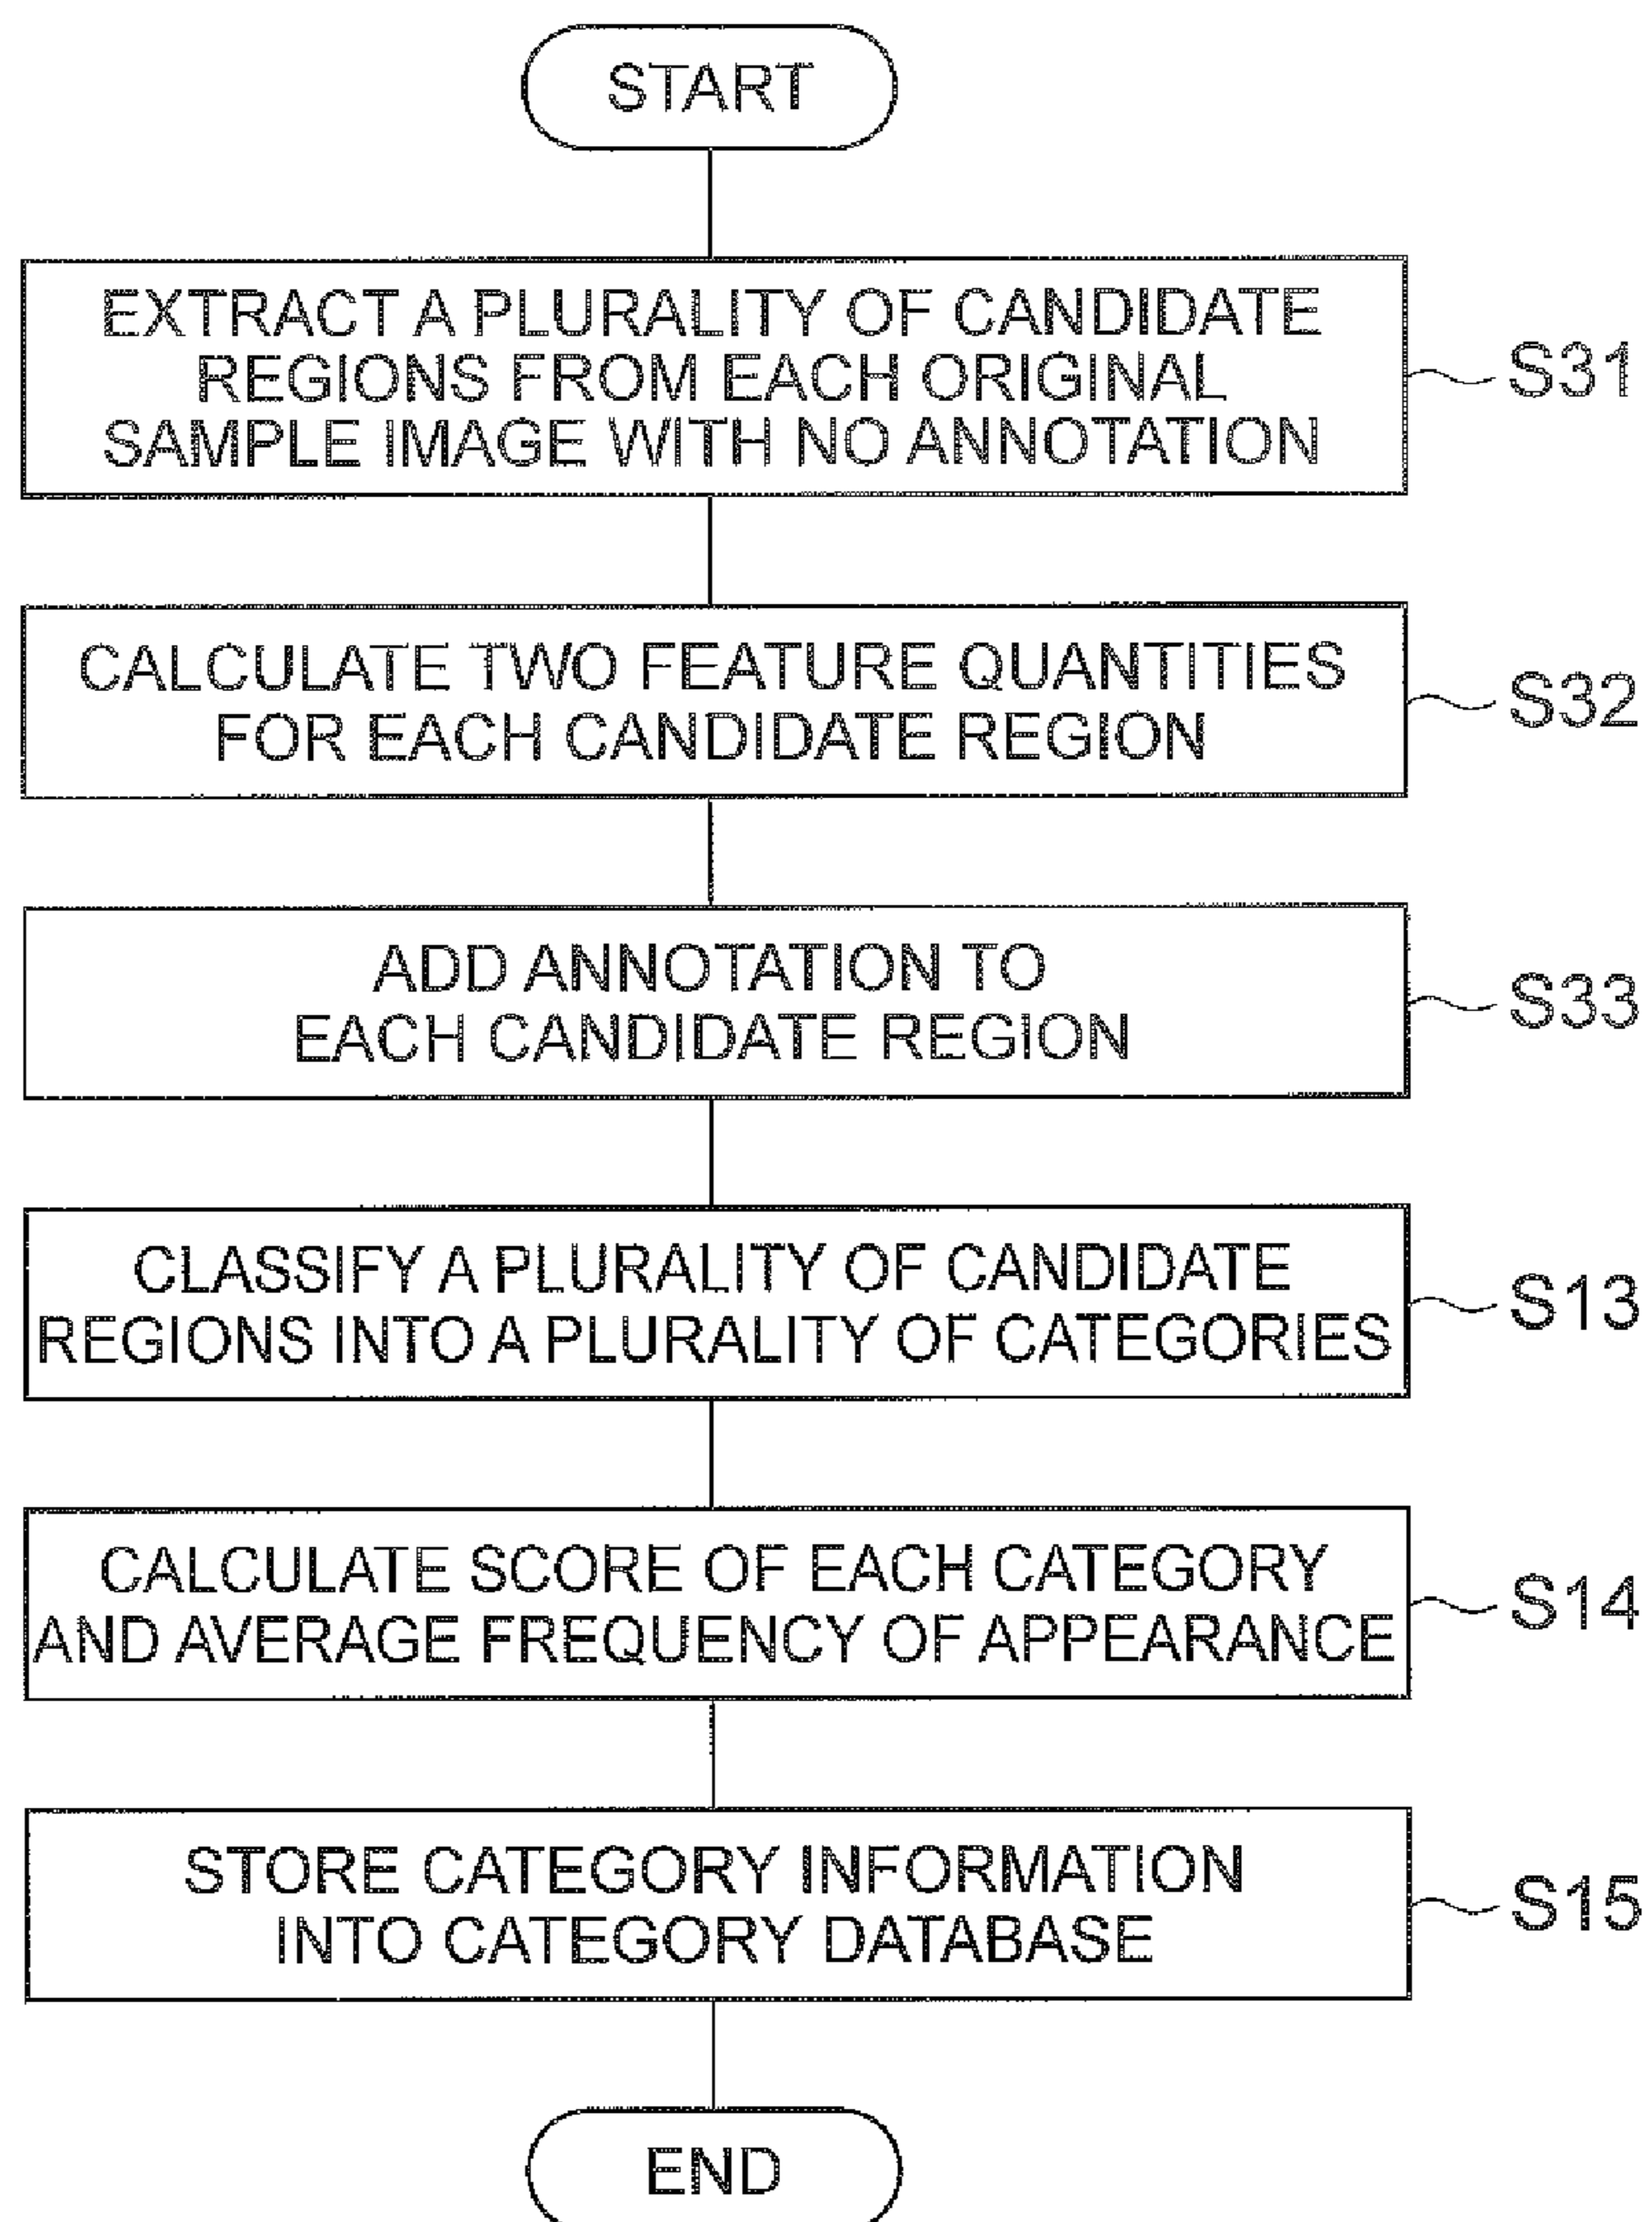 START
EXTRACT A PLURALITY OF CANDIDATE
REGIONS FROM EACH ORIGINAL
SAMPLE IMAGE WITH NO ANNOTATION
S31
CALCULATE TWO FEATURE QUANTITIES
FOR EACH CANDIDATE REGION
S32
ADD ANNOTATION TO
EACH CANDIDATE REGION
S33
CLASSIFY A PLURALITY OF CANDIDATE
REGIONS INTO A PLURALITY OF CATEGORIES
S13
CALCULATE SCORE OF EACH CATEGORY
AND AVERAGE FREQUENCY OF APPEARANCE
S14
STORE CATEGORY INFORMATION
INTO CATEGORY DATABASE
S15
END